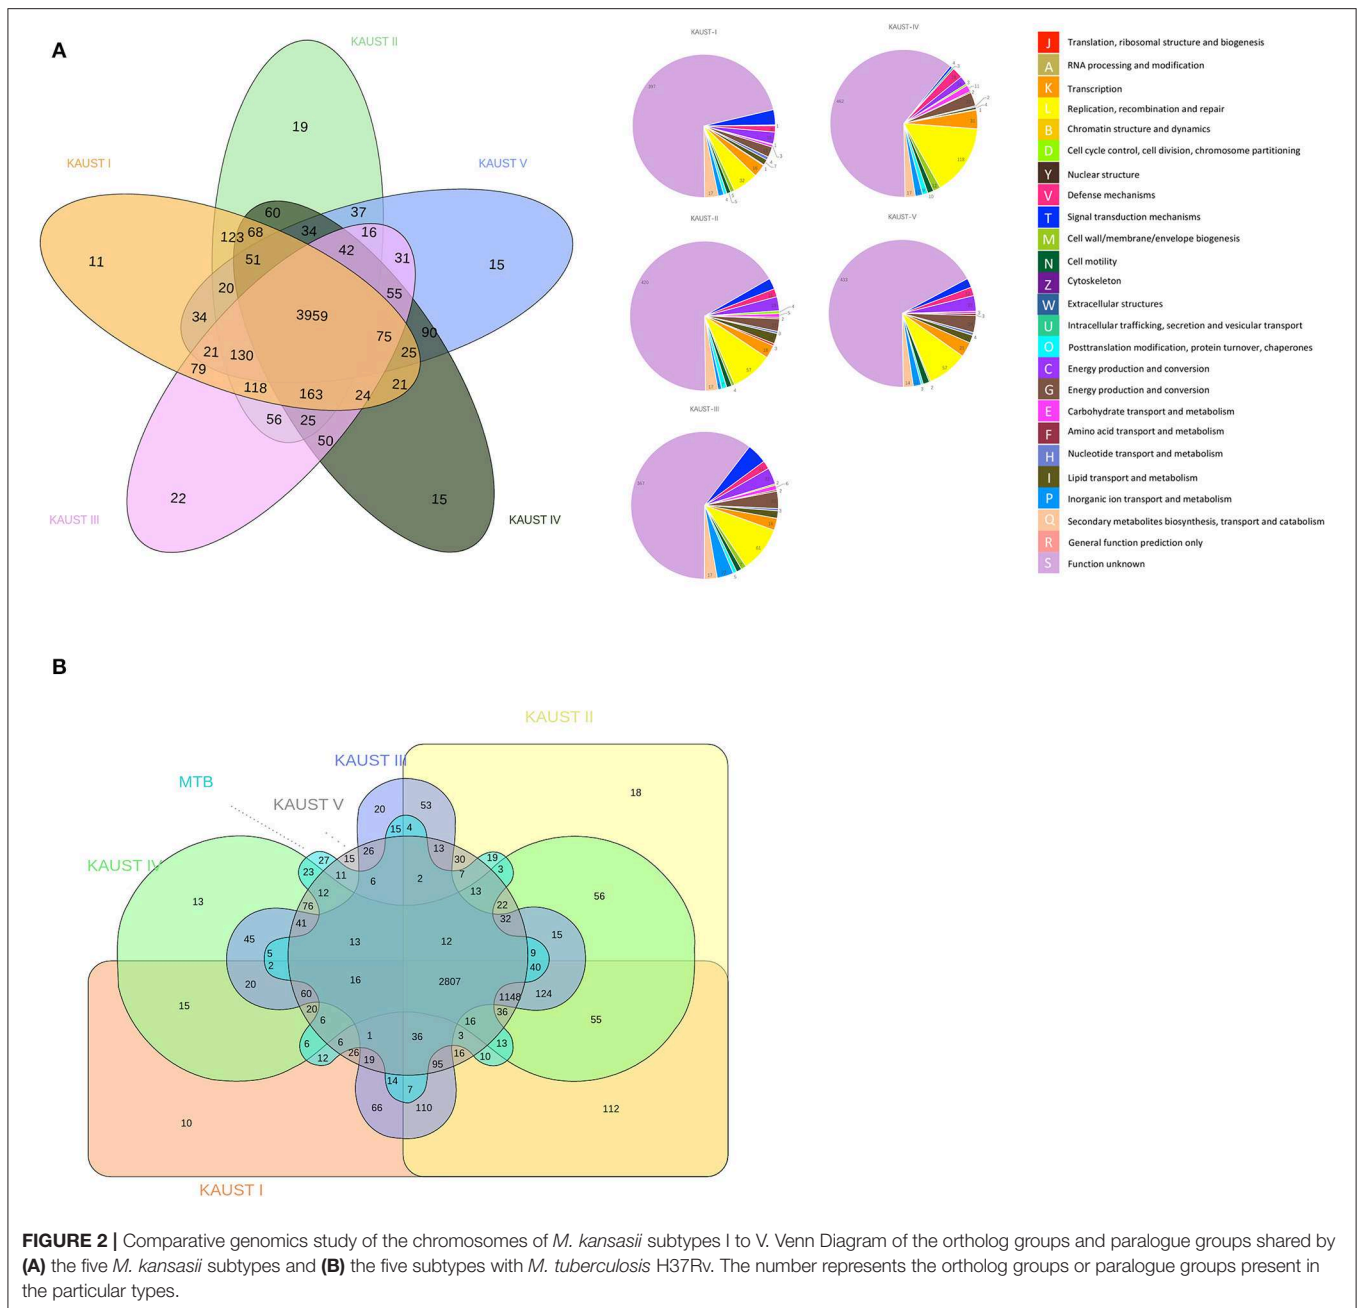 A
KAUST II
KAUST I
KAUST V
KAUST III
KAUST IV
19
11
15
22
15
60
37
123
68
34
16
51
42
31
20
55
34
3959
75
90
21
130
25
79
118
163
24
21
56
25
50
KAUST-I
KAUST-IV
KAUST-II
KAUST-V
KAUST-III
J Translation, ribosomal structure and biogenesis
A RNA processing and modification
K Transcription
L Replication, recombination and repair
B Chromatin structure and dynamics
D Cell cycle control, cell division, chromosome partitioning
Y Nuclear structure
V Defense mechanisms
T Signal transduction mechanisms
M Cell wall/membrane/envelope biogenesis
N Cell motility
Z Cytoskeleton
W Extracellular structures
U Intracellular trafficking, secretion and vesicular transport
O Posttranslation modification, protein turnover, chaperones
C Energy production and conversion
G Energy production and conversion
E Carbohydrate transport and metabolism
F Amino acid transport and metabolism
H Nucleotide transport and metabolism
I Lipid transport and metabolism
P Inorganic ion transport and metabolism
Q Secondary metabolites biosynthesis, transport and catabolism
R General function prediction only
S Function unknown
B
KAUST II
KAUST III
MTB
KAUST V
KAUST IV
KAUST I
18
20
53
15 4
27 15 26 13 30 19
23 11 6 2 7 3
12 13
13 76 22 56
41 32
45 13 12 15
5 9
2 40
20 16 2807 124
15 60 1148 55
20 36
6 16
6 6 1 36 3 13
12 26 19 95 16 10
14 7
66 110
10 112
FIGURE 2 | Comparative genomics study of the chromosomes of M. kansasii subtypes I to V. Venn Diagram of the ortholog groups and paralogue groups shared by
(A) the five M. kansasii subtypes and (B) the five subtypes with M. tuberculosis H37Rv. The number represents the ortholog groups or paralogue groups present in
the particular types.